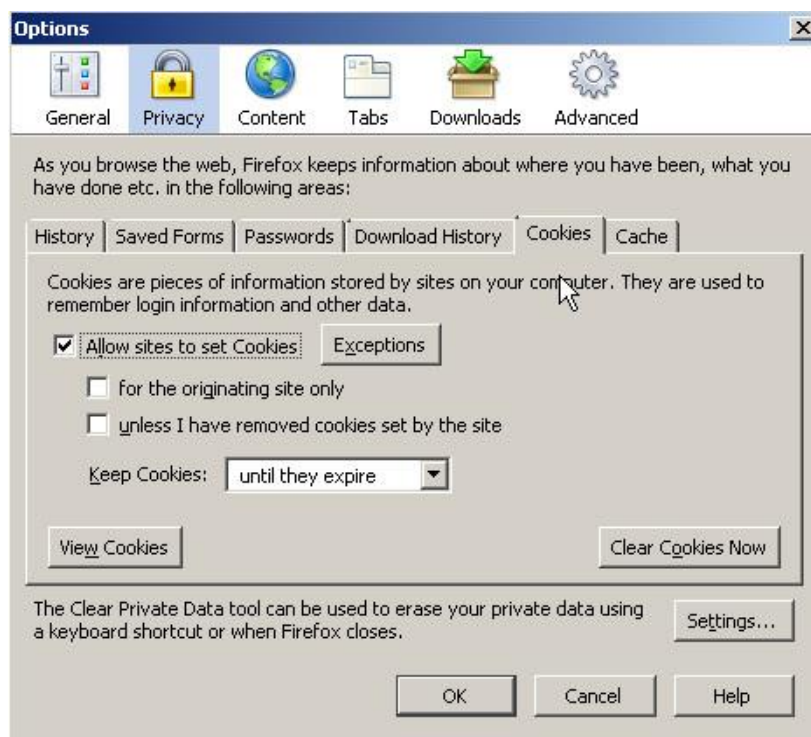 Options
General Privacy Content Tabs Downloads Advanced
As you browse the web, Firefox keeps information about where you have been, what you
have done etc. in the following areas:
History Saved Forms Passwords Download History Cookies Cache
Cookies are pieces of information stored by sites on your computer. They are used to
remember login information and other data.
Allow sites to set Cookies Exceptions
for the originating site only
unless I have removed cookies set by the site
Keep Cookies: until they expire
View Cookies Clear Cookies Now
The Clear Private Data tool can be used to erase your private data using
a keyboard shortcut or when Firefox closes.
Settings...
OK Cancel Help